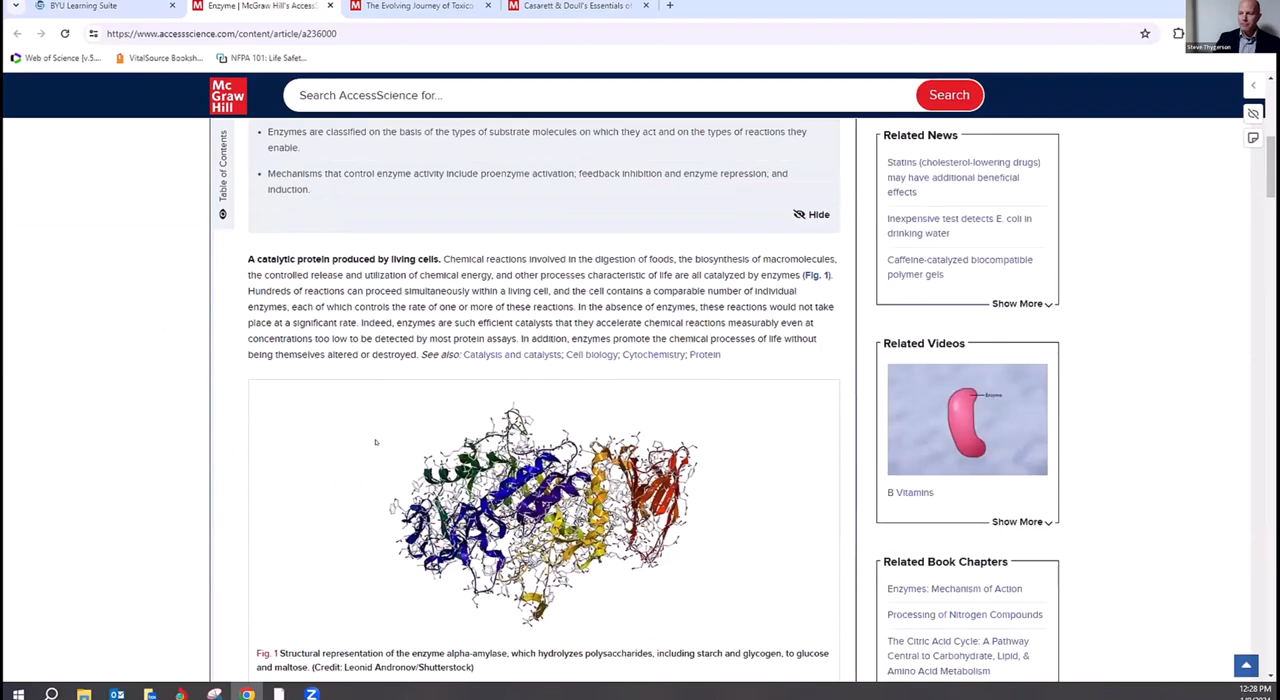 BYU Learning Suite
Enzyme | McGraw Hill's AccessS
The Evolving Journey of Toxico
Casarett & Doull's Essentials of
https://www.accessscience.com/content/article/a236000
Steve Thygerson
Web of Science [v.5....
VitalSource Booksh...
NFPA 101: Life Safet...
Mc
Graw
Hill
Search AccessScience for...
Search
Table of Contents
• Enzymes are classified on the basis of the types of substrate molecules on which they act and on the types of reactions they
enable.
• Mechanisms that control enzyme activity include proenzyme activation; feedback inhibition and enzyme repression; and
induction.
Hide
A catalytic protein produced by living cells. Chemical reactions involved in the digestion of foods, the biosynthesis of macromolecules,
the controlled release and utilization of chemical energy, and other processes characteristic of life are all catalyzed by enzymes (Fig. 1).
Hundreds of reactions can proceed simultaneously within a living cell, and the cell contains a comparable number of individual
enzymes, each of which controls the rate of one or more of these reactions. In the absence of enzymes, these reactions would not take
place at a significant rate. Indeed, enzymes are such efficient catalysts that they accelerate chemical reactions measurably even at
concentrations too low to be detected by most protein assays. In addition, enzymes promote the chemical processes of life without
being themselves altered or destroyed. See also: Catalysis and catalysts; Cell biology; Cytochemistry; Protein
Fig. 1 Structural representation of the enzyme alpha-amylase, which hydrolyzes polysaccharides, including starch and glycogen, to glucose
and maltose. (Credit: Leonid Andronov/Shutterstock)
Related News
Statins (cholesterol-lowering drugs)
may have additional beneficial
effects
Inexpensive test detects E. coli in
drinking water
Caffeine-catalyzed biocompatible
polymer gels
Show More
Related Videos
Enzyme
B Vitamins
Show More
Related Book Chapters
Enzymes: Mechanism of Action
Processing of Nitrogen Compounds
The Citric Acid Cycle: A Pathway
Central to Carbohydrate, Lipid, &
Amino Acid Metabolism
12:28 PM